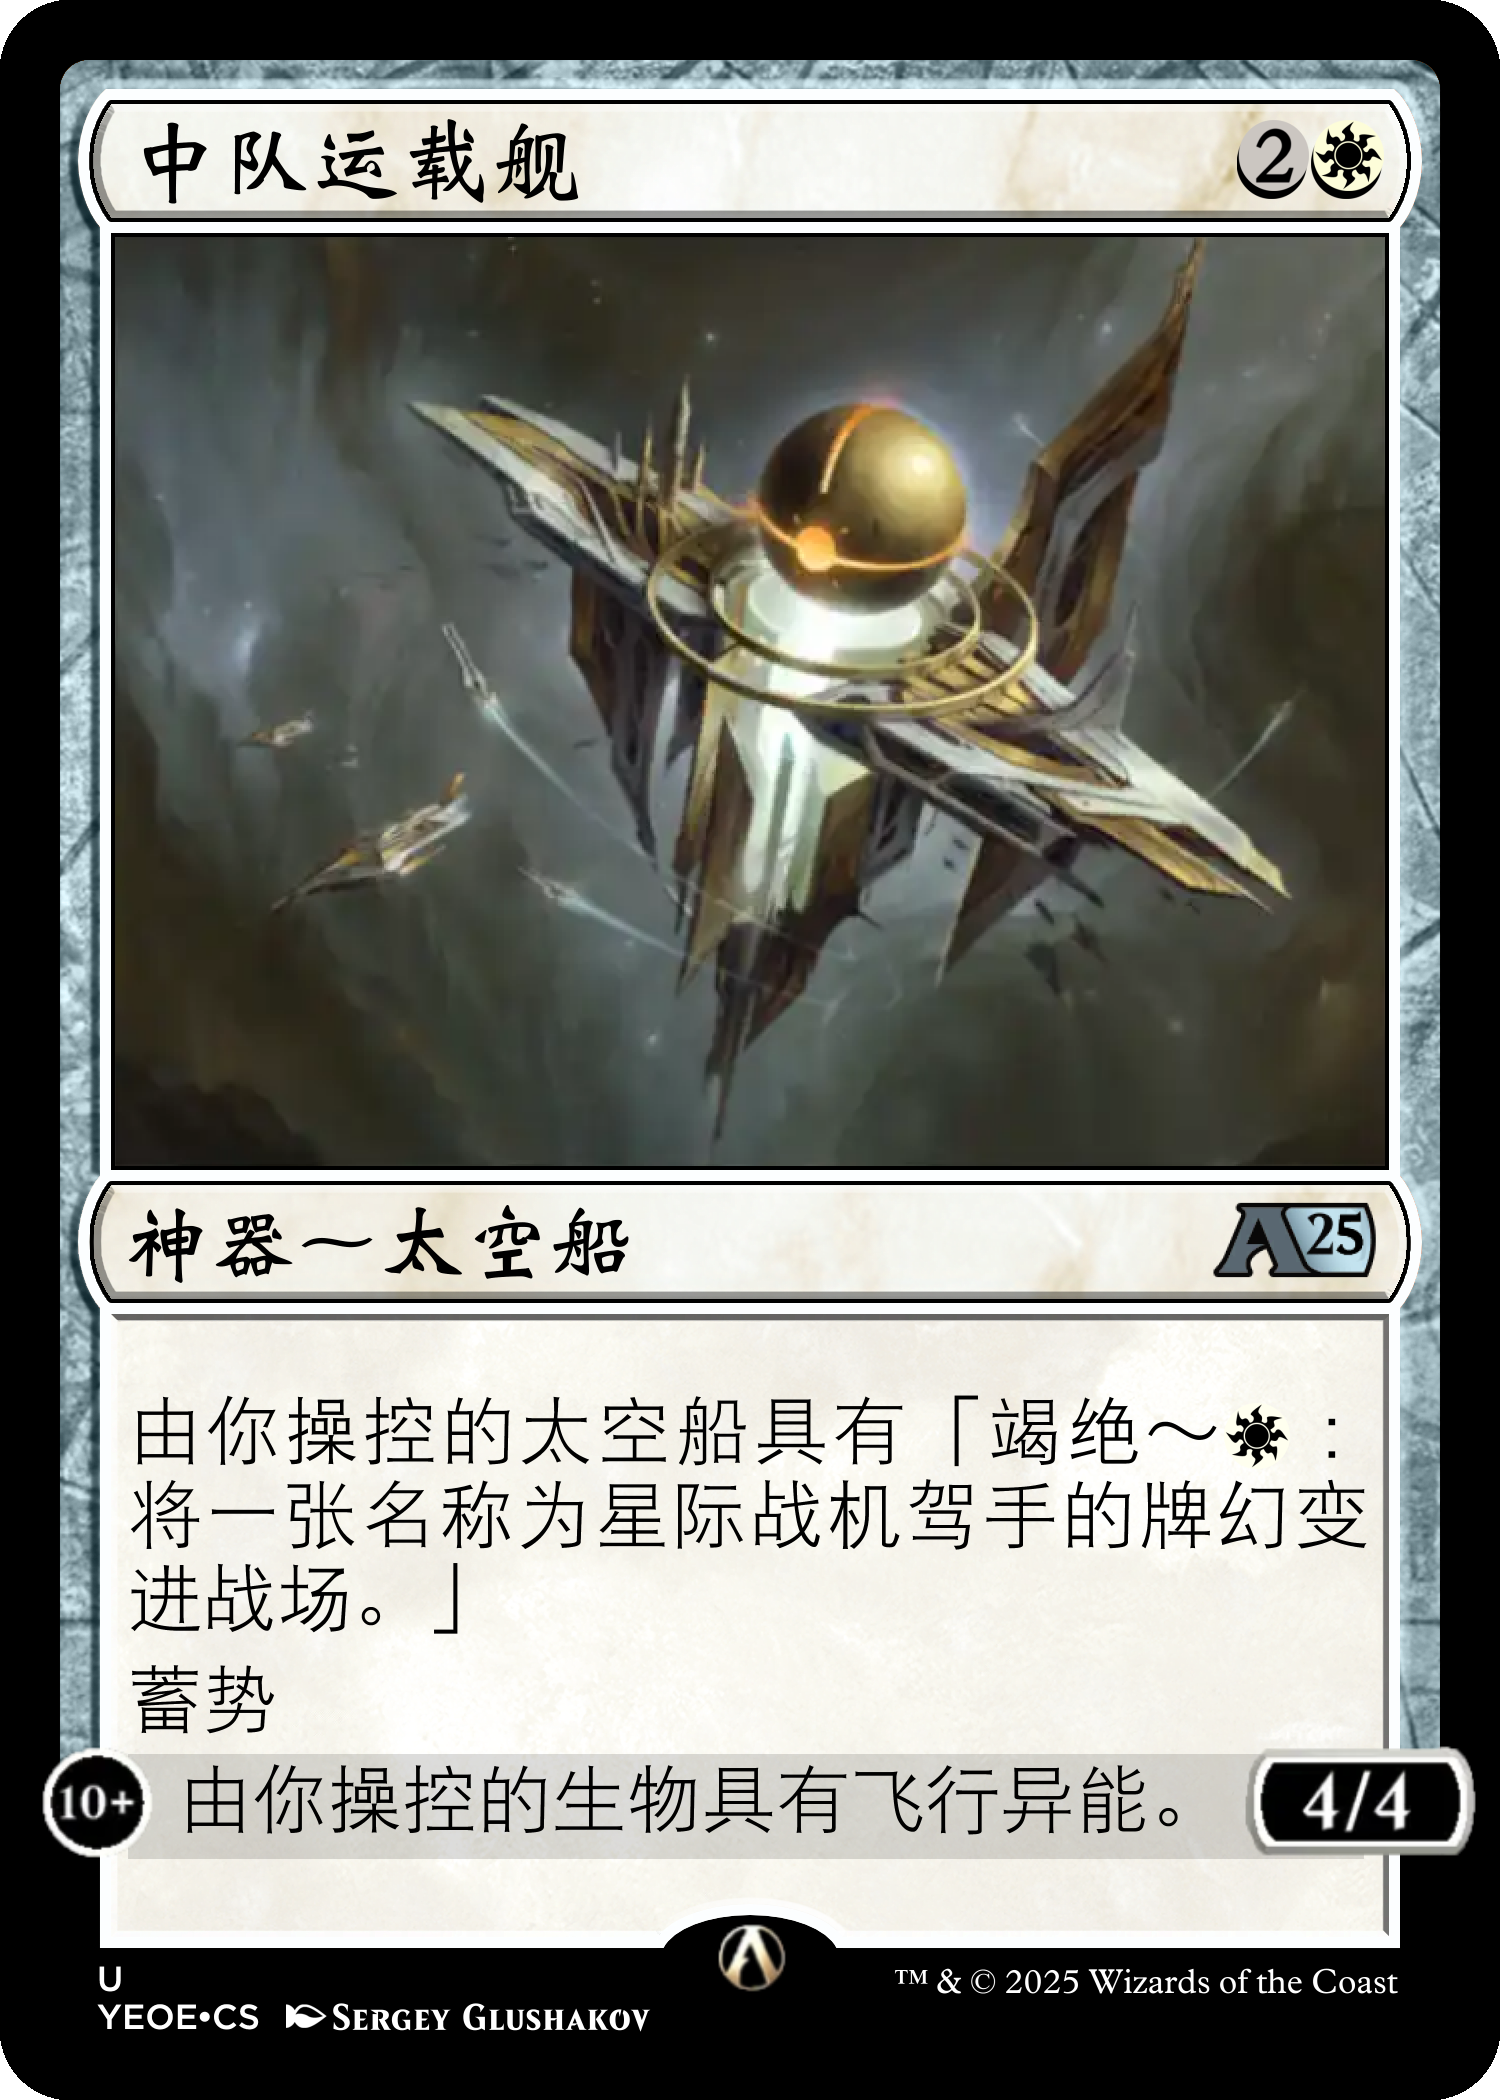 中队运载舰 2
神器～太空船 A25
由你操控的太空船具有「竭绝～：
将一张名称为星际战机驾手的牌幻变
进战场。」
蓄势
10+ 由你操控的生物具有飞行异能。 4/4
U
YEOE•CS SERGEY GLUSHAKOV
™ & © 2025 Wizards of the Coast